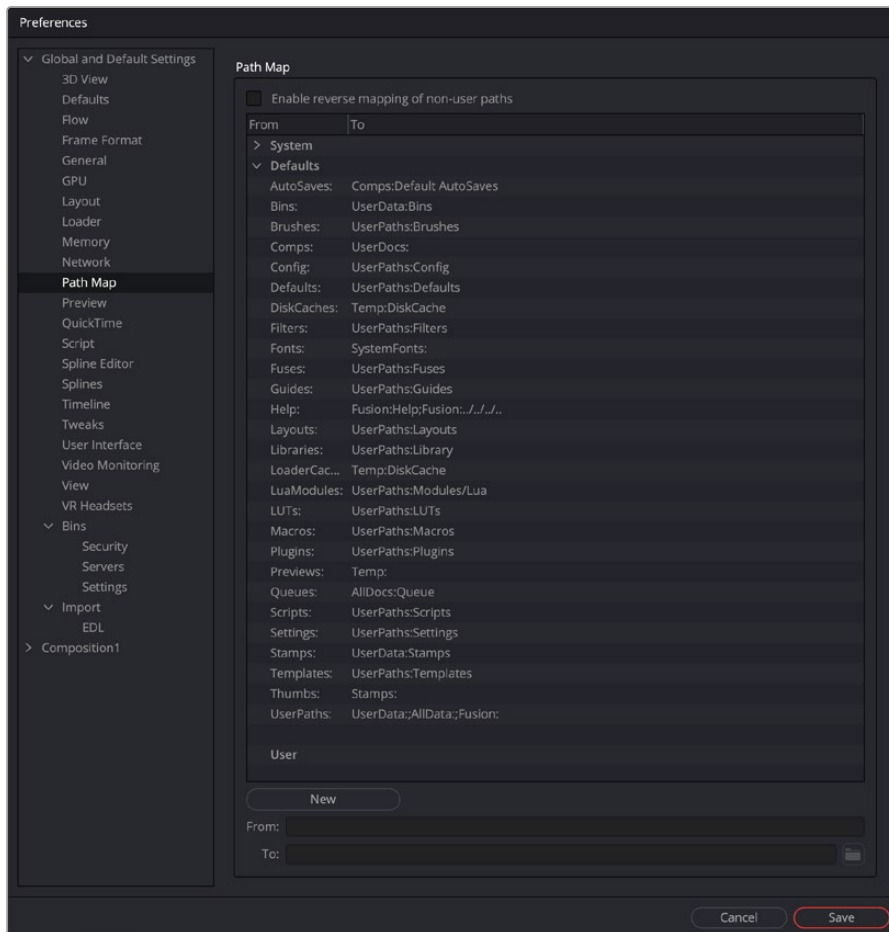 Preferences
Global and Default Settings
3D View
Defaults
Flow
Frame Format
General
GPU
Layout
Loader
Memory
Network
Path Map
Preview
QuickTime
Script
Spline Editor
Splines
Timeline
Tweaks
User Interface
Video Monitoring
View
VR Headsets
Bins
Security
Servers
Settings
Import
EDL
Composition1
Path Map
Enable reverse mapping of non-user paths
From To
System
Defaults
AutoSaves: Comps:Default AutoSaves
Bins: UserData:Bins
Brushes: UserPaths:Brushes
Comps: UserDocs:
Config: UserPaths:Config
Defaults: UserPaths:Defaults
DiskCaches: Temp:DiskCache
Filters: UserPaths:Filters
Fonts: SystemFonts:
Fuses: UserPaths:Fuses
Guides: UserPaths:Guides
Help: Fusion:Help;Fusion:../../../..
Layouts: UserPaths:Layouts
Libraries: UserPaths:Library
LoaderCac... Temp:DiskCache
LuaModules: UserPaths:Modules/Lua
LUTs: UserPaths:LUTs
Macros: UserPaths:Macros
Plugins: UserPaths:Plugins
Previews: Temp:
Queues: AllDocs:Queue
Scripts: UserPaths:Scripts
Settings: UserPaths:Settings
Stamps: UserData:Stamps
Templates: UserPaths:Templates
Thumbs: Stamps:
UserPaths: UserData:;AllData:;Fusion:
User
New
From:
To:
Cancel Save